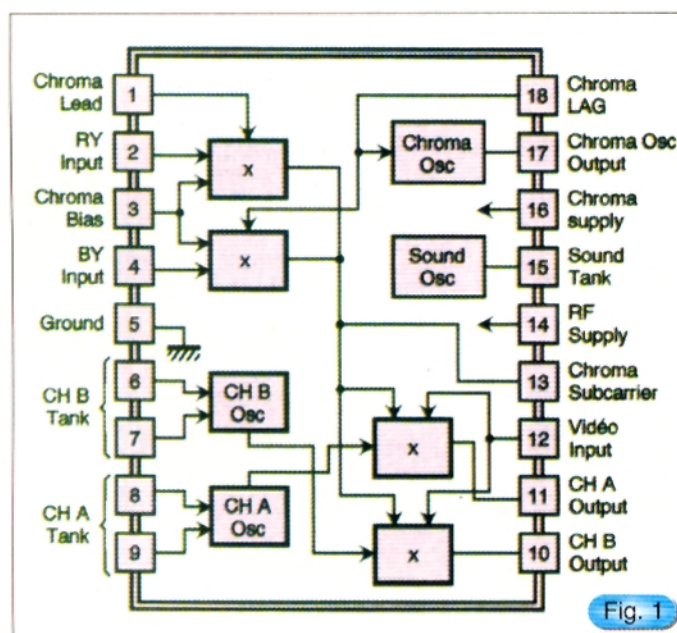 Chroma
Lead
1
RY
Input
2
Chroma
Bias
3
BY
Input
4
Ground
5
CH B
Tank
6
7
CH A
Tank
8
9
x
x
Chroma
Osc
Sound
Osc
CH B
Osc
CH A
Osc
x
x
18
Chroma
LAG
17
Chroma Osc
Output
16
Chroma
supply
15
Sound
Tank
14
RF
Supply
13
Chroma
Subcarrier
12
Vidéo
Input
11
CH A
Output
10
CH B
Output
Fig. 1